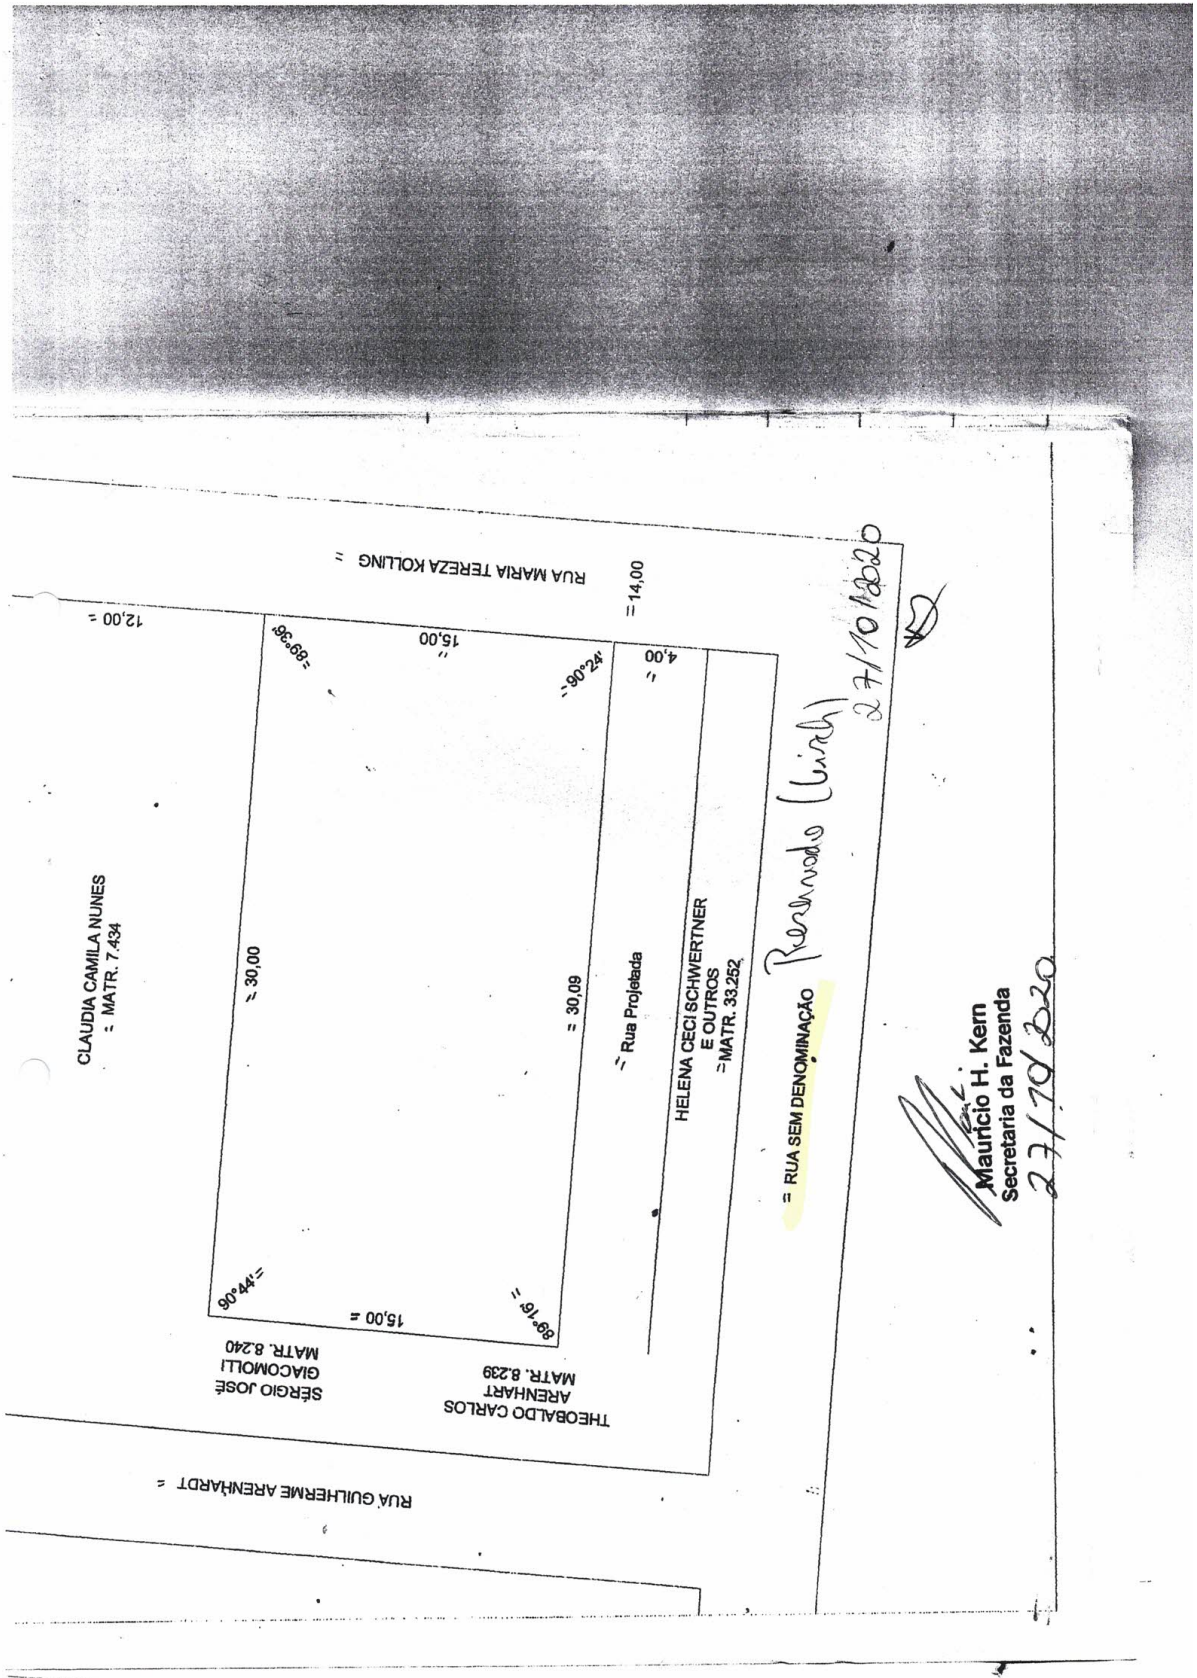 RUA MARIA TEREZA KOLLING =
12,00 =
= 89°36'
15,00
=
= 90°24'
= 14,00
4,00
=
CLAUDIA CAMILA NUNES
= MATR. 7.434
= 30,00
= 30,09
= Rua Projetada
HELENA CECI SCHWERTNER
E OUTROS
= MATR. 33.252
= RUA SEM DENOMINAÇÃO
27/10/2020
90°44' =
15,00 =
89°16' =
SÉRGIO JOSÉ
GIACOMOLLI
MATR. 8.240
THEOBALDO CARLOS
ARENHART
MATR. 8.239
RUA GUILHERME ARENHARDT =
Mauricio H. Kern
Secretaria da Fazenda
27/10/2020